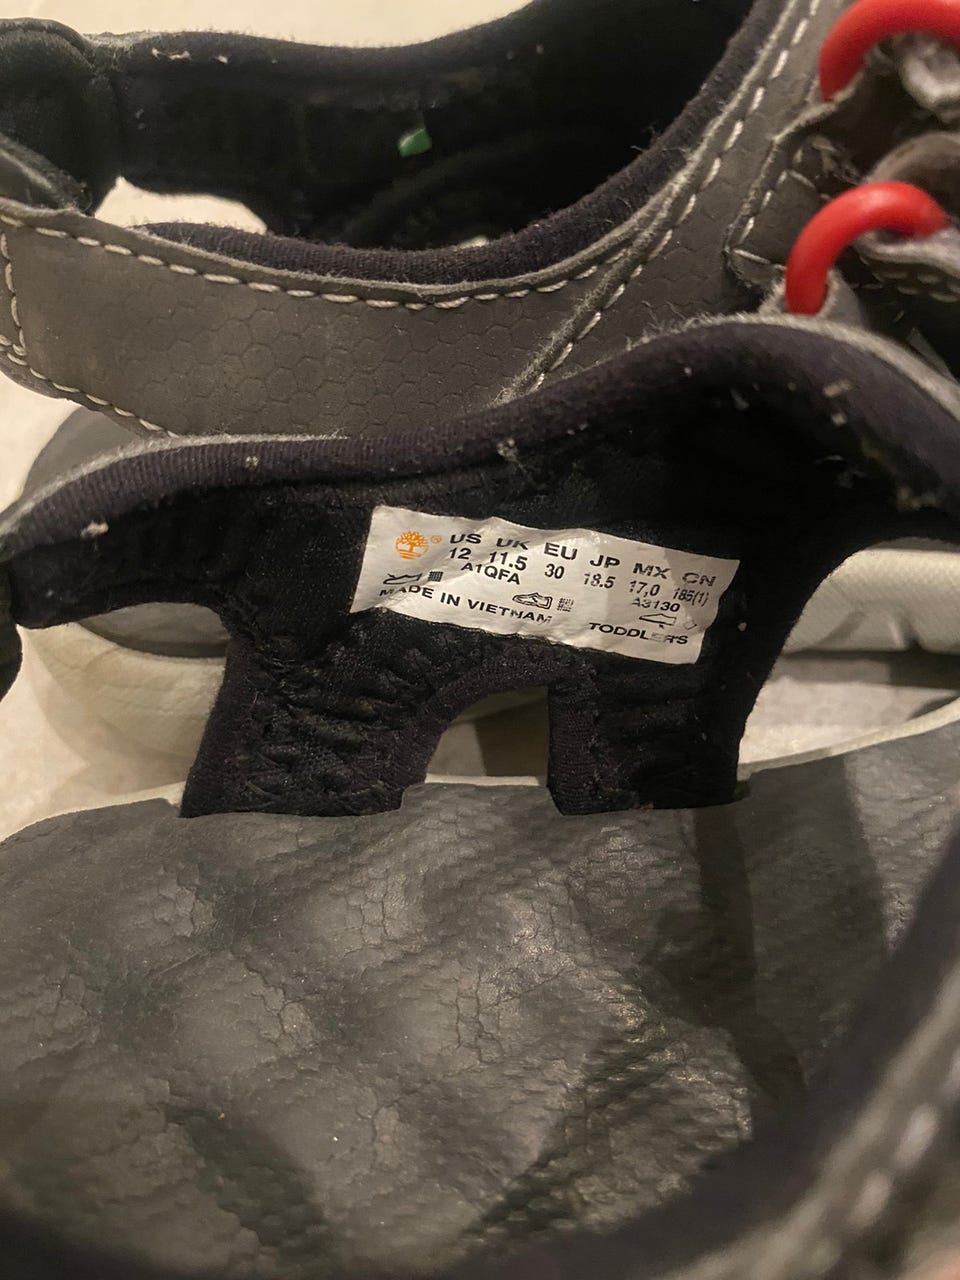 US UK EU JP MX CN
12 11.5 30 18.5 17,0 185(1)
A1QFA A3130
MADE IN VIETNAM TODDLERS